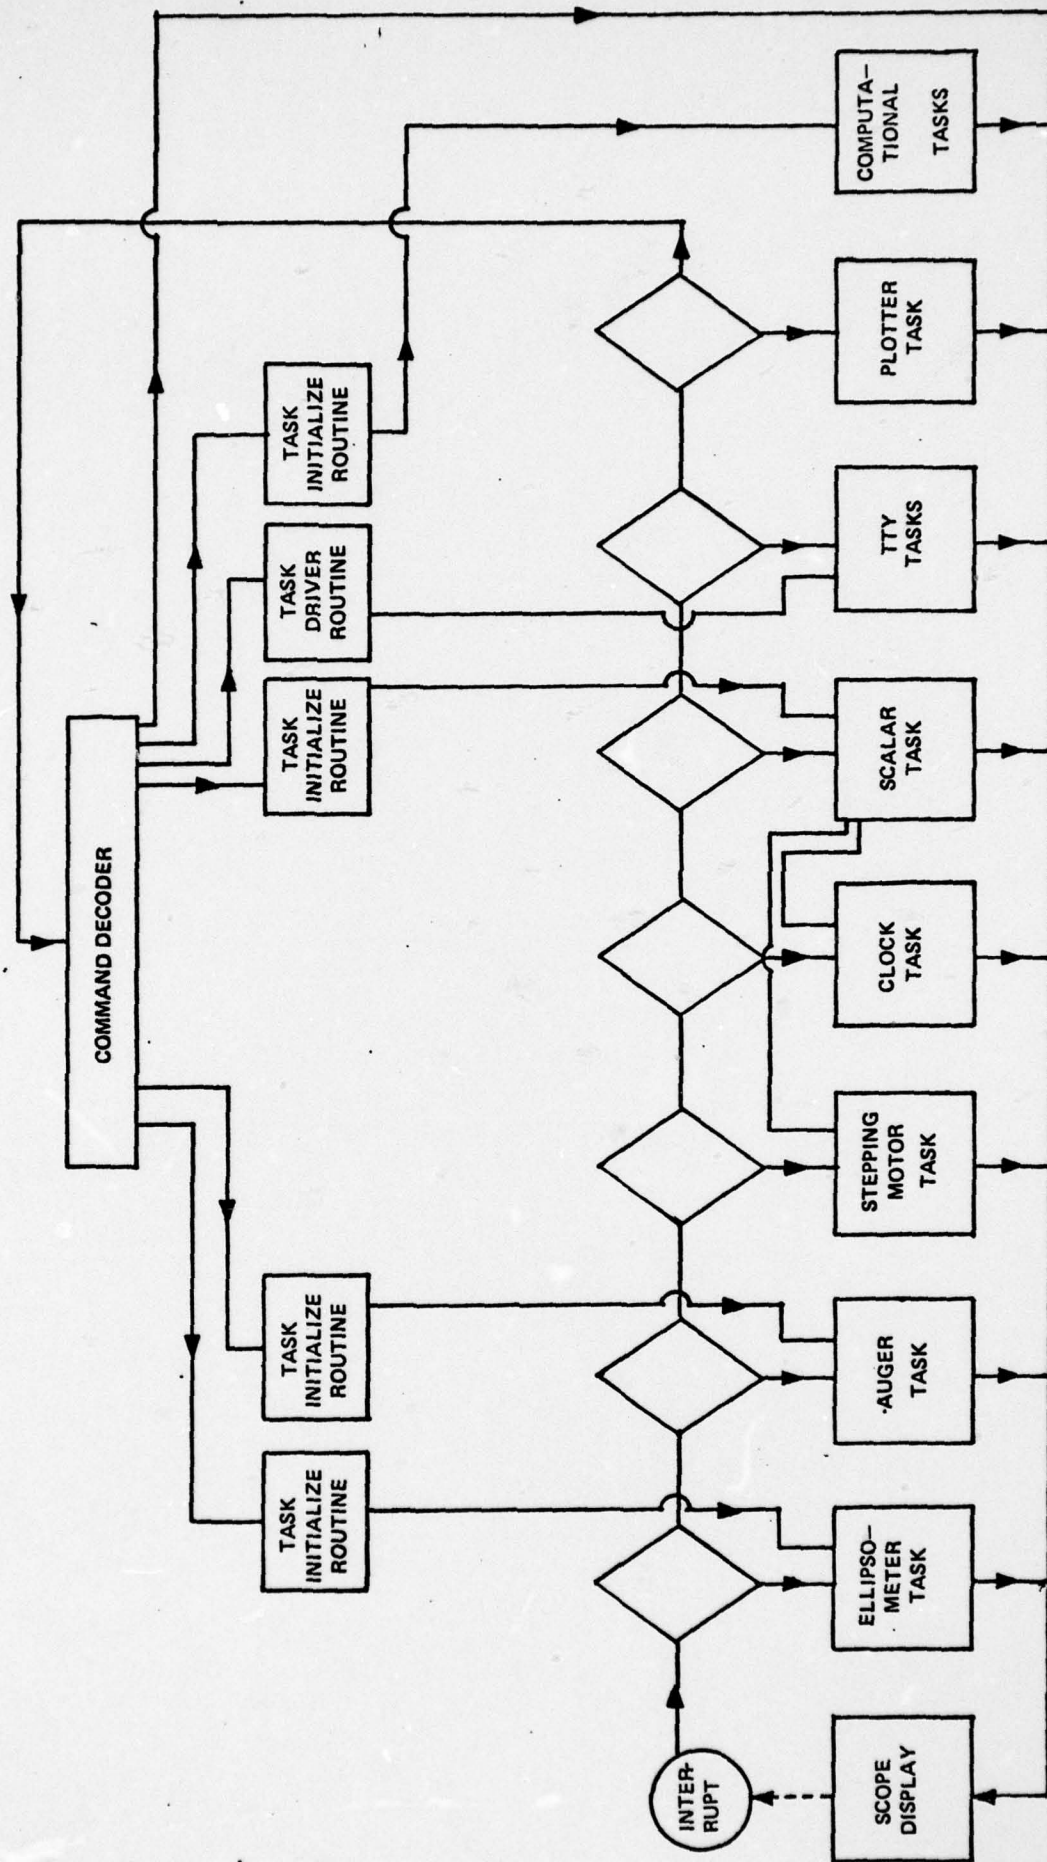 COMMAND DECODER
TASK
INITIALIZE
ROUTINE
TASK
INITIALIZE
ROUTINE
TASK
INITIALIZE
ROUTINE
TASK
DRIVER
ROUTINE
TASK
INITIALIZE
ROUTINE
INTER-
RUPT
SCOPE
DISPLAY
ELLIPSO-
METER
TASK
AUGER
TASK
STEPPING
MOTOR
TASK
CLOCK
TASK
SCALAR
TASK
TTY
TASKS
PLOTTER
TASK
COMPUTA-
TIONAL
TASKS